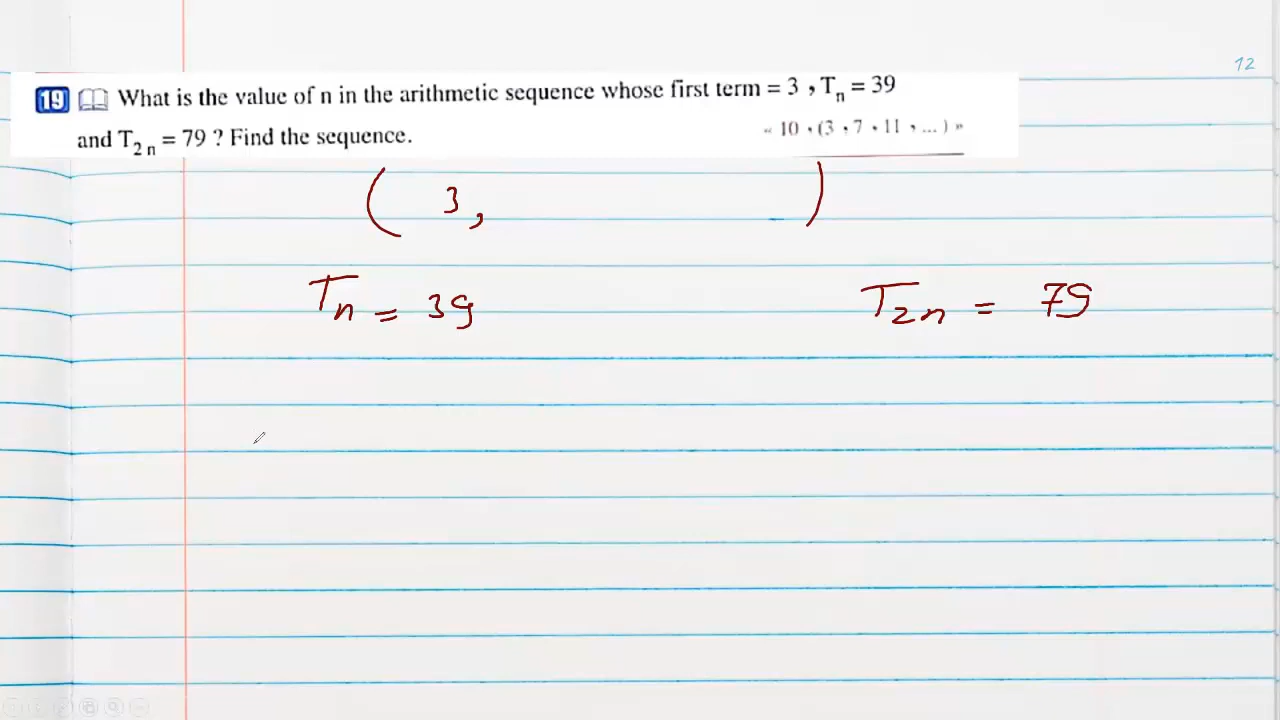 12
19 What is the value of n in the arithmetic sequence whose first term = 3 , Tn = 39
and T2n = 79 ? Find the sequence.
« 10 , (3 , 7 , 11 , ...) »
( 3, )
Tn = 39
T2n = 79